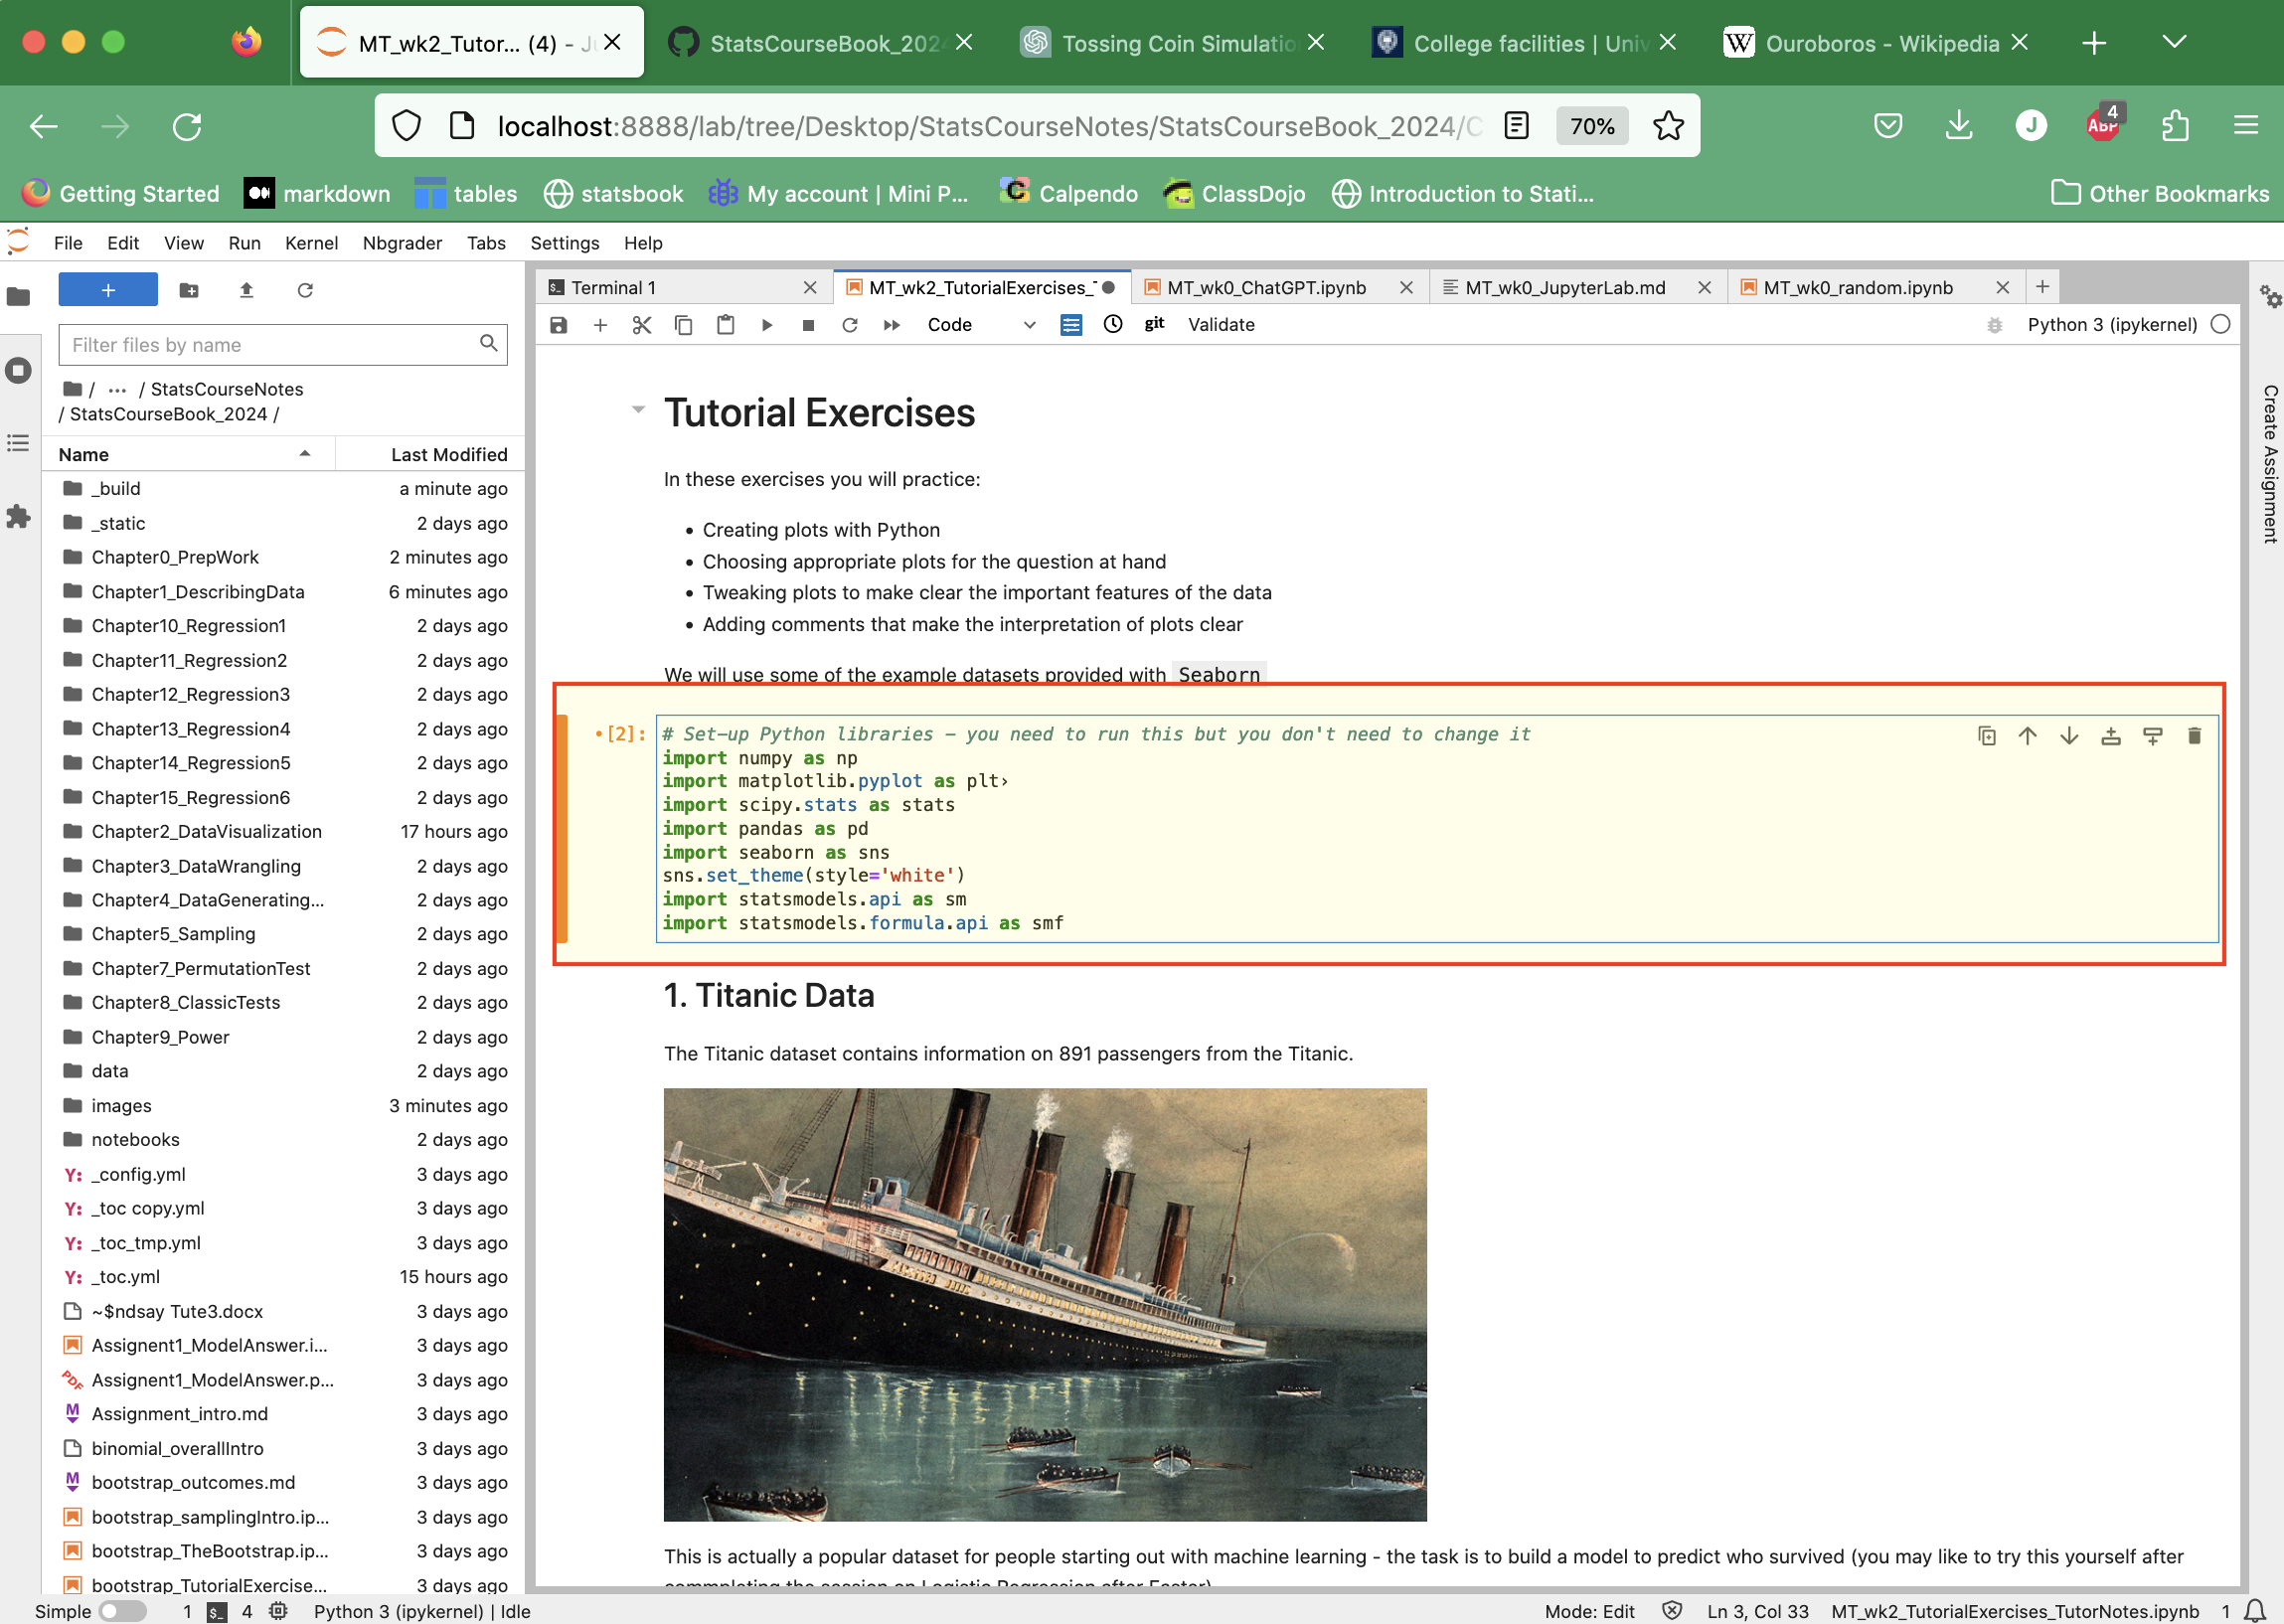 MT_wk2_Tutor... (4) - Ju
StatsCourseBook_2024
Tossing Coin Simulation
College facilities | Univ
Ouroboros - Wikipedia
localhost:8888/lab/tree/Desktop/StatsCourseNotes/StatsCourseBook_2024/C
70%
J
ABP
4
Getting Started
markdown
tables
statsbook
My account | Mini P...
Calpendo
ClassDojo
Introduction to Stati...
Other Bookmarks
File Edit View Run Kernel Nbgrader Tabs Settings Help
+
Filter files by name
/ ... / StatsCourseNotes
/ StatsCourseBook_2024 /
Name Last Modified
_build a minute ago
_static 2 days ago
Chapter0_PrepWork 2 minutes ago
Chapter1_DescribingData 6 minutes ago
Chapter10_Regression1 2 days ago
Chapter11_Regression2 2 days ago
Chapter12_Regression3 2 days ago
Chapter13_Regression4 2 days ago
Chapter14_Regression5 2 days ago
Chapter15_Regression6 2 days ago
Chapter2_DataVisualization 17 hours ago
Chapter3_DataWrangling 2 days ago
Chapter4_DataGenerating... 2 days ago
Chapter5_Sampling 2 days ago
Chapter7_PermutationTest 2 days ago
Chapter8_ClassicTests 2 days ago
Chapter9_Power 2 days ago
data 2 days ago
images 3 minutes ago
notebooks 2 days ago
Y: _config.yml 3 days ago
Y: _toc copy.yml 3 days ago
Y: _toc_tmp.yml 3 days ago
Y: _toc.yml 15 hours ago
~$ndsay Tute3.docx 3 days ago
Assignent1_ModelAnswer.i... 3 days ago
PDF Assignent1_ModelAnswer.p... 3 days ago
M Assignment_intro.md 3 days ago
binomial_overallIntro 3 days ago
M bootstrap_outcomes.md 3 days ago
bootstrap_samplingIntro.ip... 3 days ago
bootstrap_TheBootstrap.ip... 3 days ago
bootstrap_TutorialExercise... 3 days ago
Terminal 1
MT_wk2_TutorialExercises_T
MT_wk0_ChatGPT.ipynb
MT_wk0_JupyterLab.md
MT_wk0_random.ipynb
Code
git
Validate
Python 3 (ipykernel)
Create Assignment
Tutorial Exercises
In these exercises you will practice:
• Creating plots with Python
• Choosing appropriate plots for the question at hand
• Tweaking plots to make clear the important features of the data
• Adding comments that make the interpretation of plots clear
We will use some of the example datasets provided with Seaborn
•[2]: # Set-up Python libraries - you need to run this but you don't need to change it
import numpy as np
import matplotlib.pyplot as plt›
import scipy.stats as stats
import pandas as pd
import seaborn as sns
sns.set_theme(style='white')
import statsmodels.api as sm
import statsmodels.formula.api as smf
1. Titanic Data
The Titanic dataset contains information on 891 passengers from the Titanic.
This is actually a popular dataset for people starting out with machine learning - the task is to build a model to predict who survived (you may like to try this yourself after
commpleting the session on Logistic Regression after Easter)
Simple 1 $_ 4 Python 3 (ipykernel) | Idle
Mode: Edit Ln 3, Col 33 MT_wk2_TutorialExercises_TutorNotes.ipynb 1